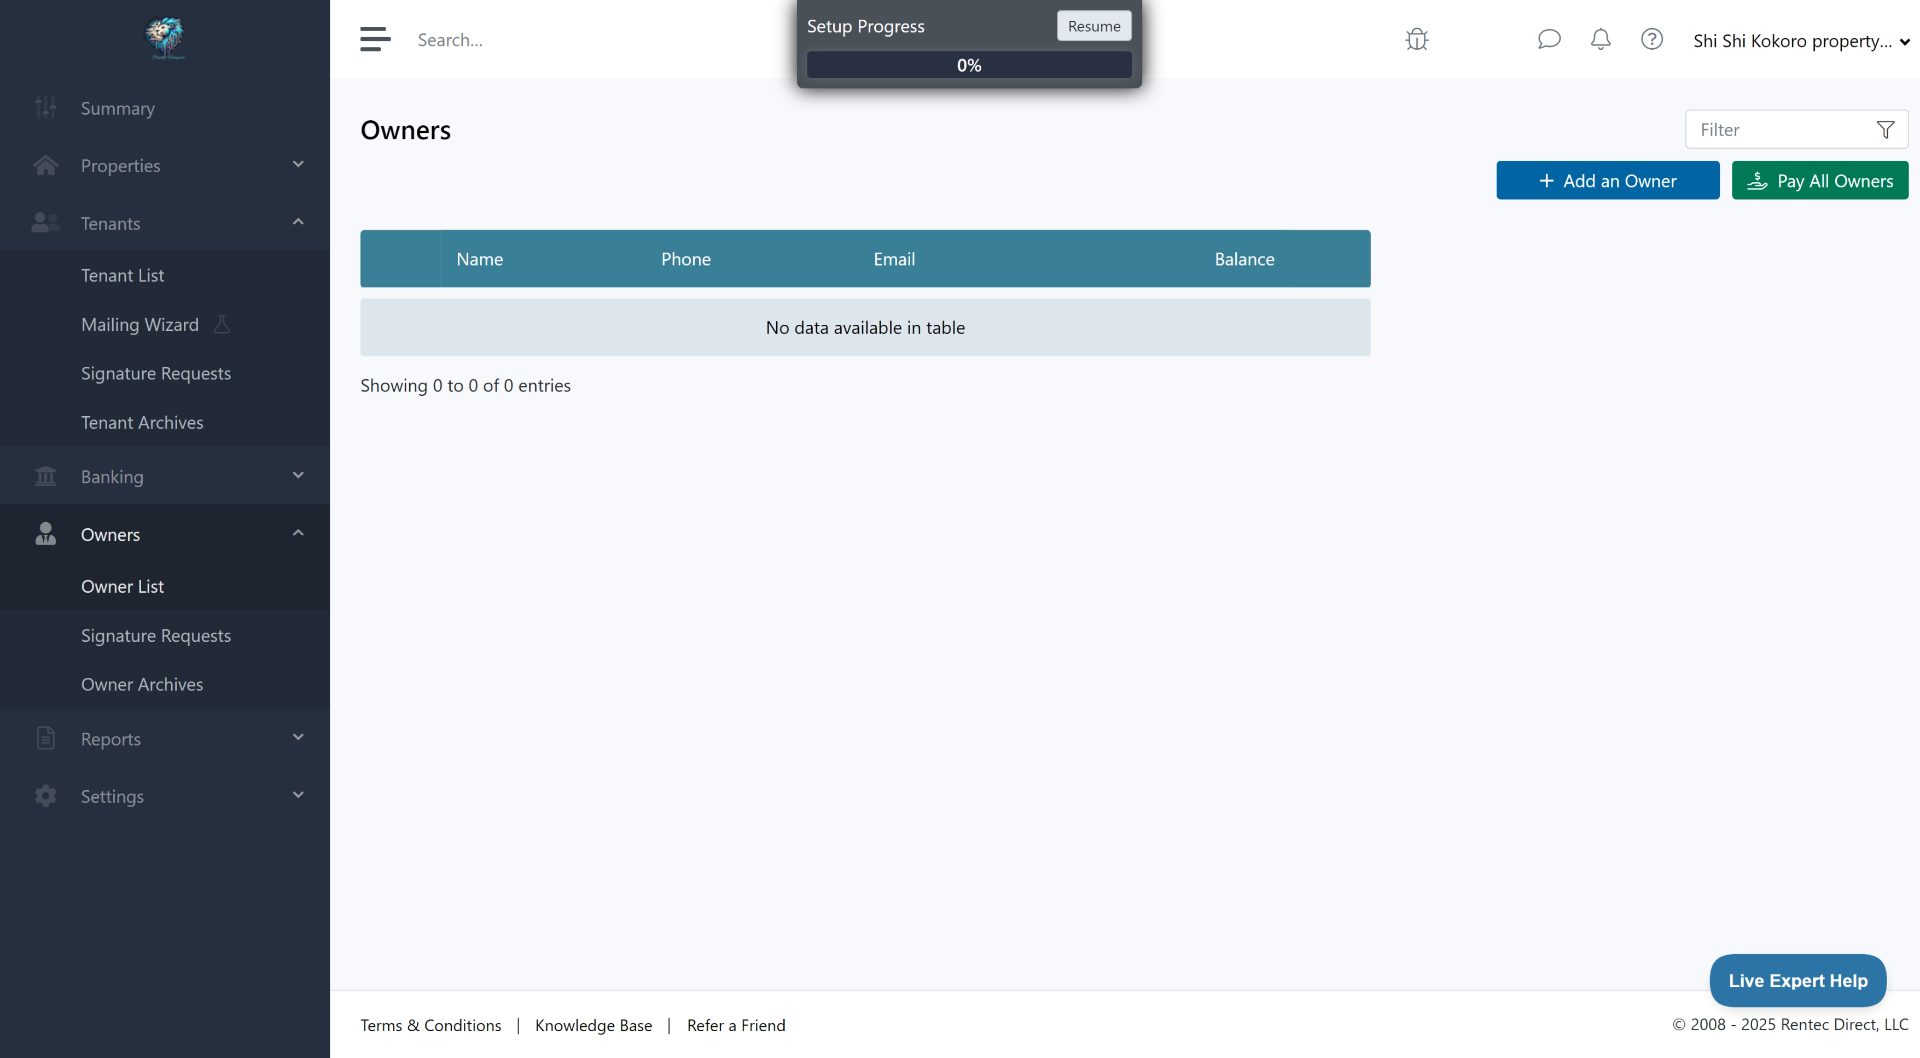 Setup Progress
Resume
0%
Search...
Shi Shi Kokoro property...
Summary
Properties
Tenants
Tenant List
Mailing Wizard
Signature Requests
Tenant Archives
Banking
Owners
Owner List
Signature Requests
Owner Archives
Reports
Settings
Owners
Filter
Add an Owner
Pay All Owners
Name Phone Email Balance
No data available in table
Showing 0 to 0 of 0 entries
Live Expert Help
Terms & Conditions | Knowledge Base | Refer a Friend
© 2008 - 2025 Rentec Direct, LLC